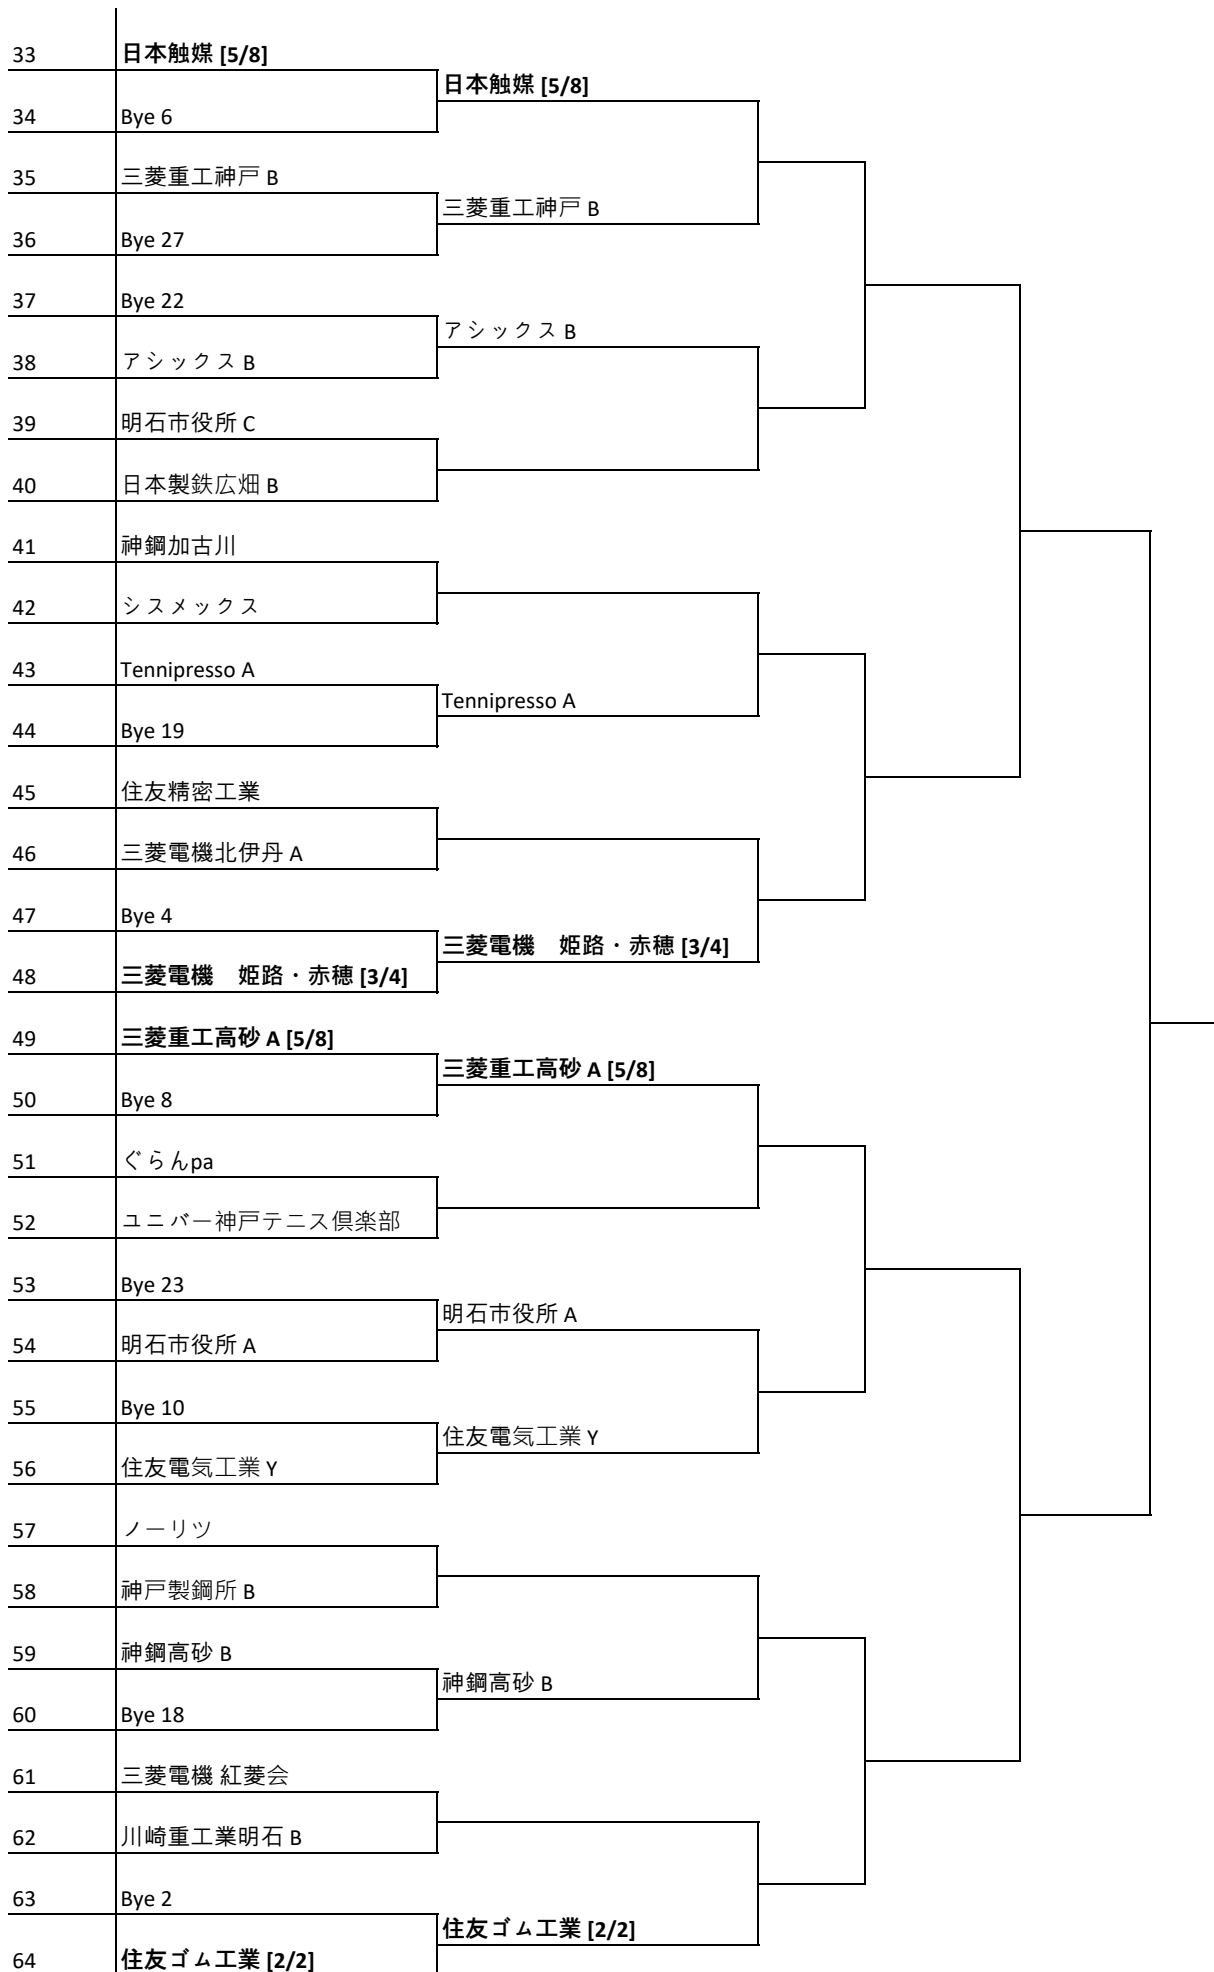 33 日本触媒 [5/8]
日本触媒 [5/8]
34 Bye 6
35 三菱重工神戸 B
三菱重工神戸 B
36 Bye 27
37 Bye 22
アシックス B
38 アシックス B
39 明石市役所 C
40 日本製鉄広畑 B
41 神鋼加古川
42 シスメックス
43 Tennipresso A
Tennipresso A
44 Bye 19
45 住友精密工業
46 三菱電機北伊丹 A
47 Bye 4
三菱電機　姫路・赤穂 [3/4]
48 三菱電機　姫路・赤穂 [3/4]
49 三菱重工高砂 A [5/8]
三菱重工高砂 A [5/8]
50 Bye 8
51 ぐらんpa
52 ユニバー神戸テニス倶楽部
53 Bye 23
明石市役所 A
54 明石市役所 A
55 Bye 10
住友電気工業 Y
56 住友電気工業 Y
57 ノーリツ
58 神戸製鋼所 B
59 神鋼高砂 B
神鋼高砂 B
60 Bye 18
61 三菱電機 紅菱会
62 川崎重工業明石 B
63 Bye 2
住友ゴム工業 [2/2]
64 住友ゴム工業 [2/2]